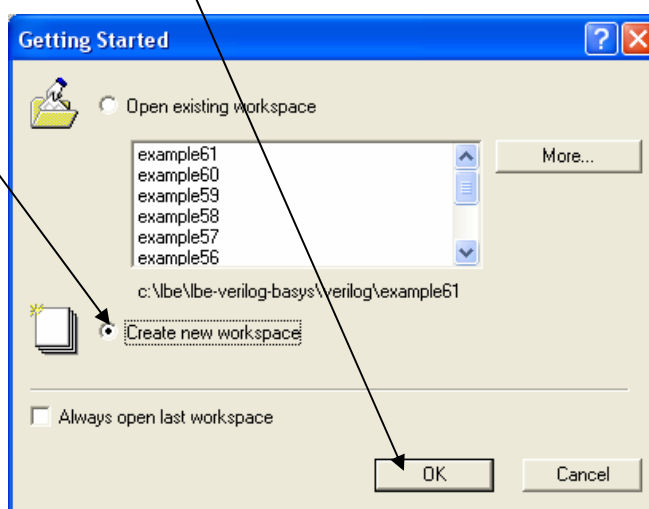 Getting Started
Open existing workspace
example61
More...
example60
example59
example58
example57
example56
c:\lbe\lbe-verilog-basys\verilog\example61
Create new workspace
Always open last workspace
OK
Cancel